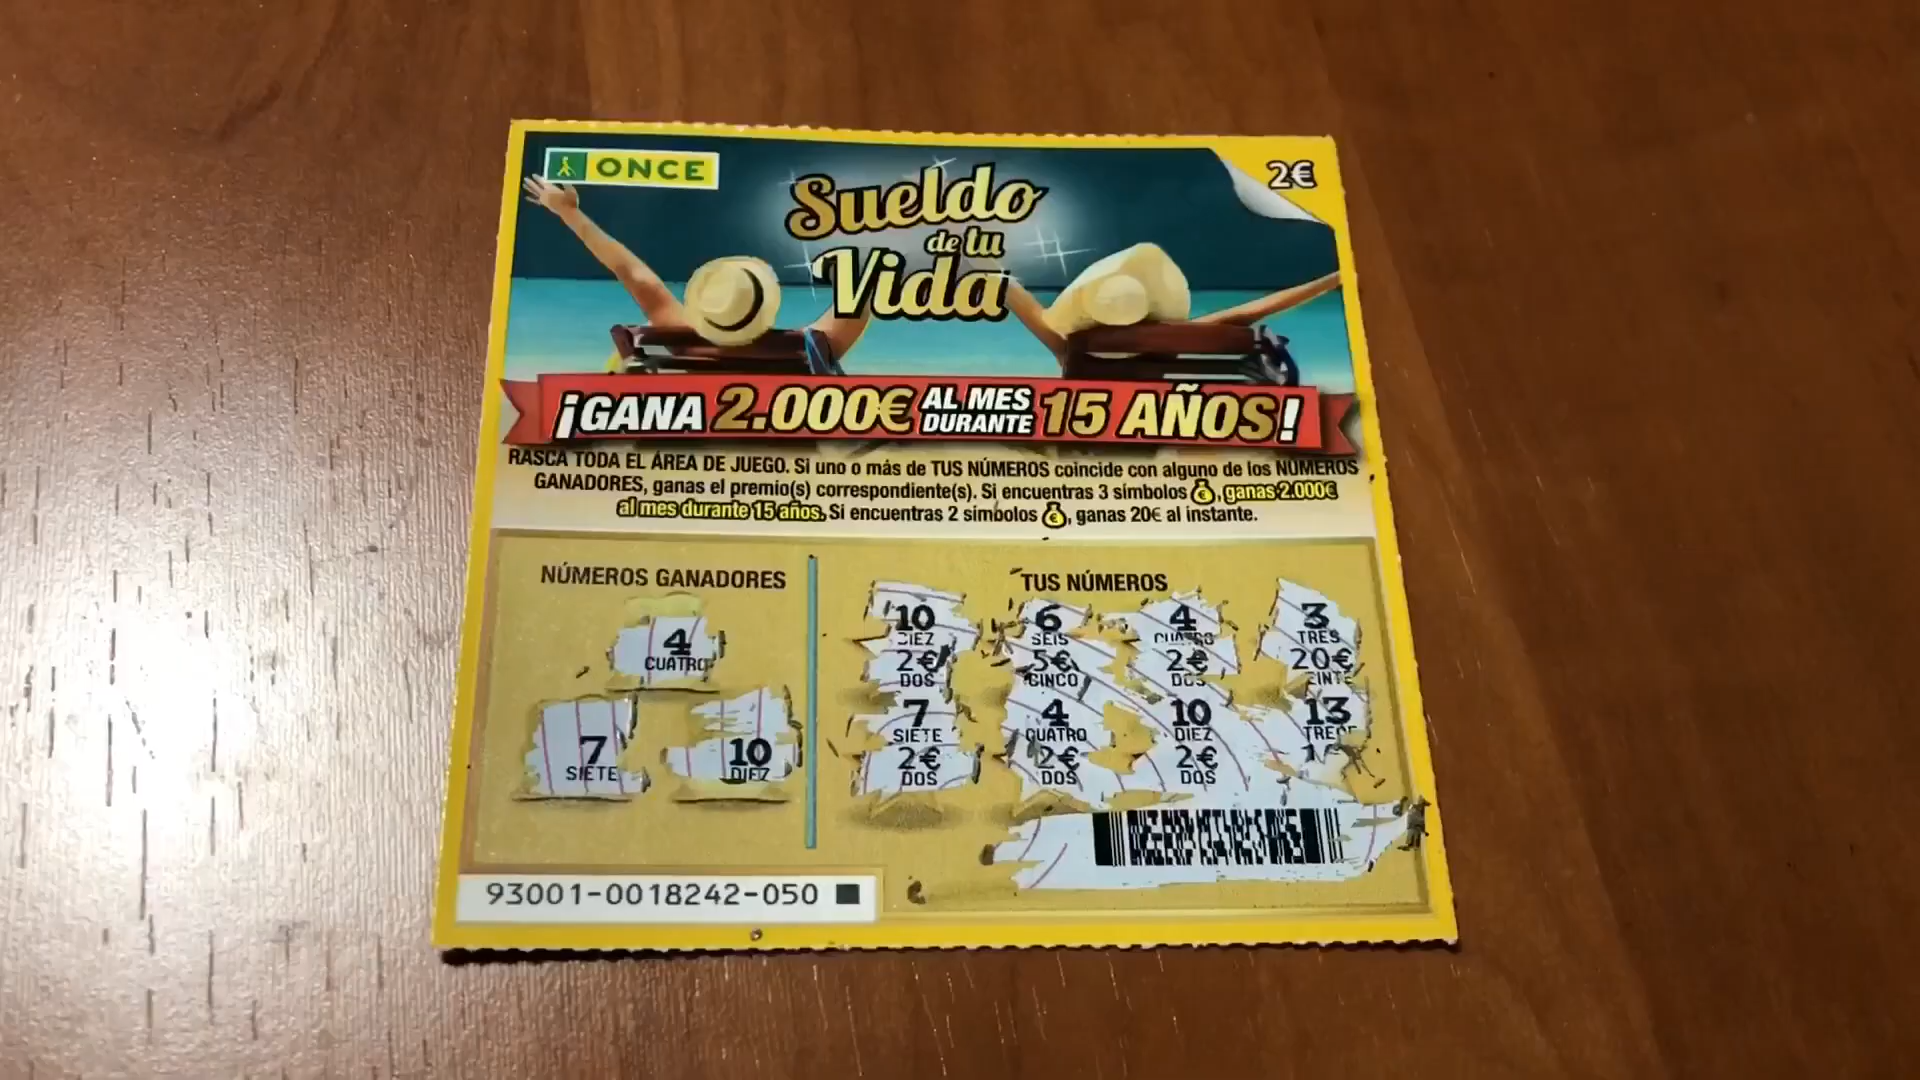 ONCE
2€
Sueldo
de tu
Vida
¡GANA 2.000€ AL MES DURANTE 15 AÑOS!
RASCA TODA EL ÁREA DE JUEGO. Si uno o más de TUS NÚMEROS coincide con alguno de los NÚMEROS
GANADORES, ganas el premio(s) correspondiente(s). Si encuentras 3 símbolos , ganas 2.000€
al mes durante 15 años. Si encuentras 2 símbolos , ganas 20€ al instante.
NÚMEROS GANADORES
4
CUATRO
7 10
SIETE DIEZ
TUS NÚMEROS
10 6 4 3
DIEZ SEIS CUATRO TRES
2€ 5€ 2€ 20€
DOS CINCO DOS EINTE
7 4 10 13
SIETE CUATRO DIEZ TRECE
2€ 2€ 2€
DOS DOS DOS
93001-0018242-050